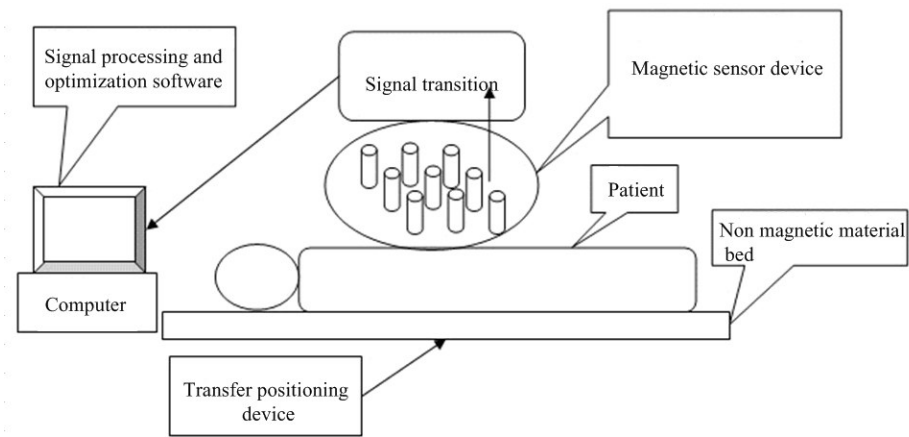 Signal processing and
optimization software
Signal transition
Magnetic sensor device
Patient
Non magnetic material
bed
Computer
Transfer positioning
device